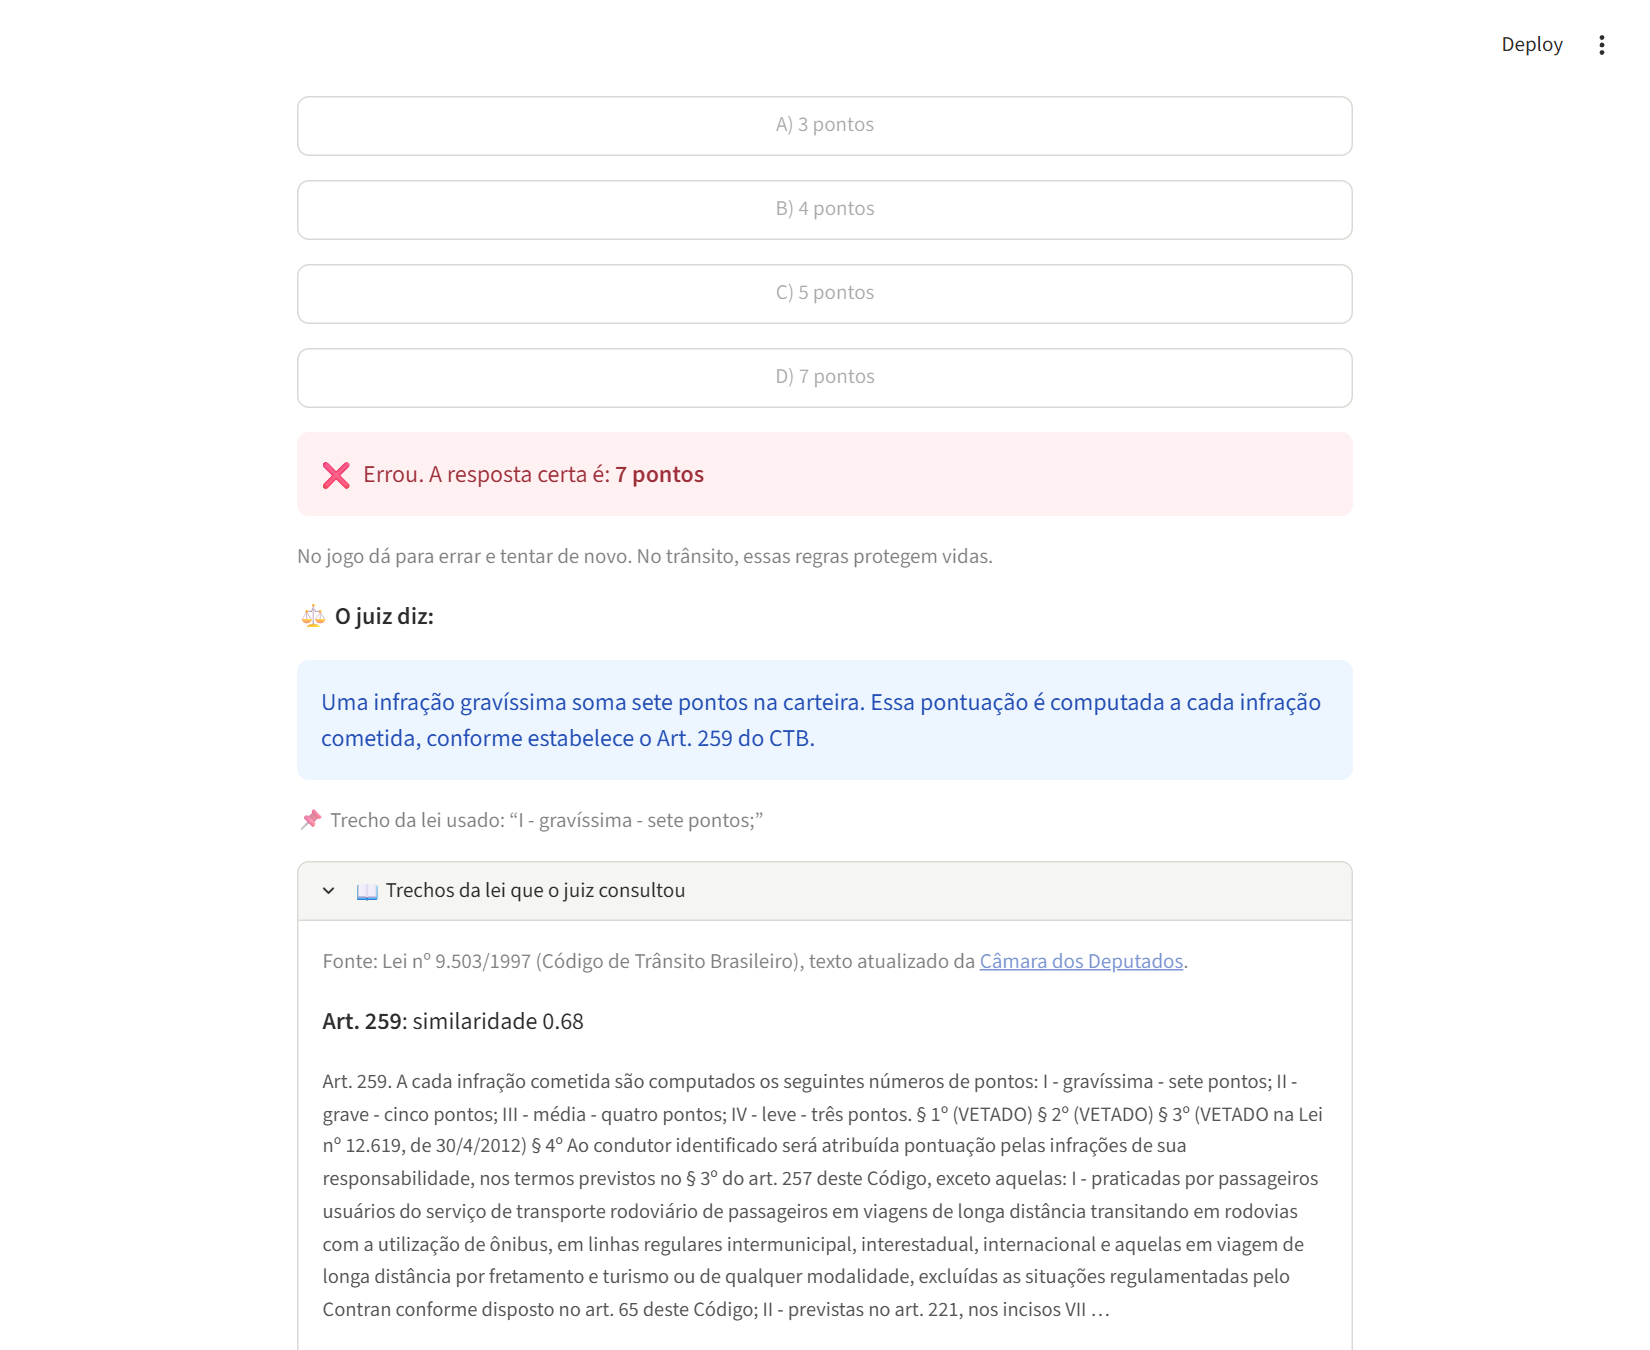 Deploy
A) 3 pontos
B) 4 pontos
C) 5 pontos
D) 7 pontos
❌ Errou. A resposta certa é: 7 pontos
No jogo dá para errar e tentar de novo. No trânsito, essas regras protegem vidas.
⚖️ O juiz diz:
Uma infração gravíssima soma sete pontos na carteira. Essa pontuação é computada a cada infração
cometida, conforme estabelece o Art. 259 do CTB.
📌 Trecho da lei usado: “I - gravíssima - sete pontos;”
📖 Trechos da lei que o juiz consultou
Fonte: Lei nº 9.503/1997 (Código de Trânsito Brasileiro), texto atualizado da Câmara dos Deputados.
Art. 259: similaridade 0.68
Art. 259. A cada infração cometida são computados os seguintes números de pontos: I - gravíssima - sete pontos; II -
grave - cinco pontos; III - média - quatro pontos; IV - leve - três pontos. § 1º (VETADO) § 2º (VETADO) § 3º (VETADO na Lei
nº 12.619, de 30/4/2012) § 4º Ao condutor identificado será atribuída pontuação pelas infrações de sua
responsabilidade, nos termos previstos no § 3º do art. 257 deste Código, exceto aquelas: I - praticadas por passageiros
usuários do serviço de transporte rodoviário de passageiros em viagens de longa distância transitando em rodovias
com a utilização de ônibus, em linhas regulares intermunicipal, interestadual, internacional e aquelas em viagem de
longa distância por fretamento e turismo ou de qualquer modalidade, excluídas as situações regulamentadas pelo
Contran conforme disposto no art. 65 deste Código; II - previstas no art. 221, nos incisos VII …